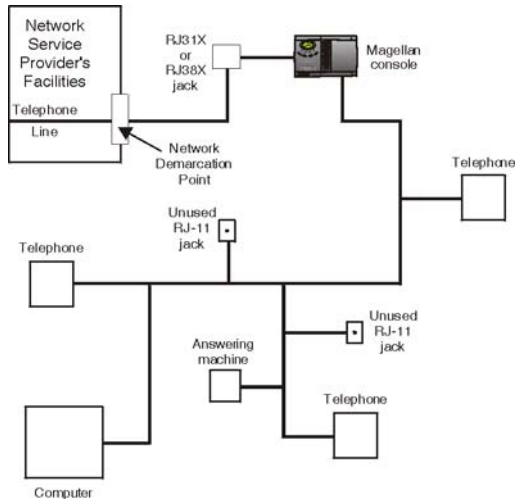 Network
Service
Provider's
Facilities
Telephone
Line
Network
Demarcation
Point
RJ31X
or
RJ38X
jack
Magellan
console
Telephone
Unused
RJ-11
jack
Telephone
Unused
RJ-11
jack
Answering
machine
Telephone
Computer